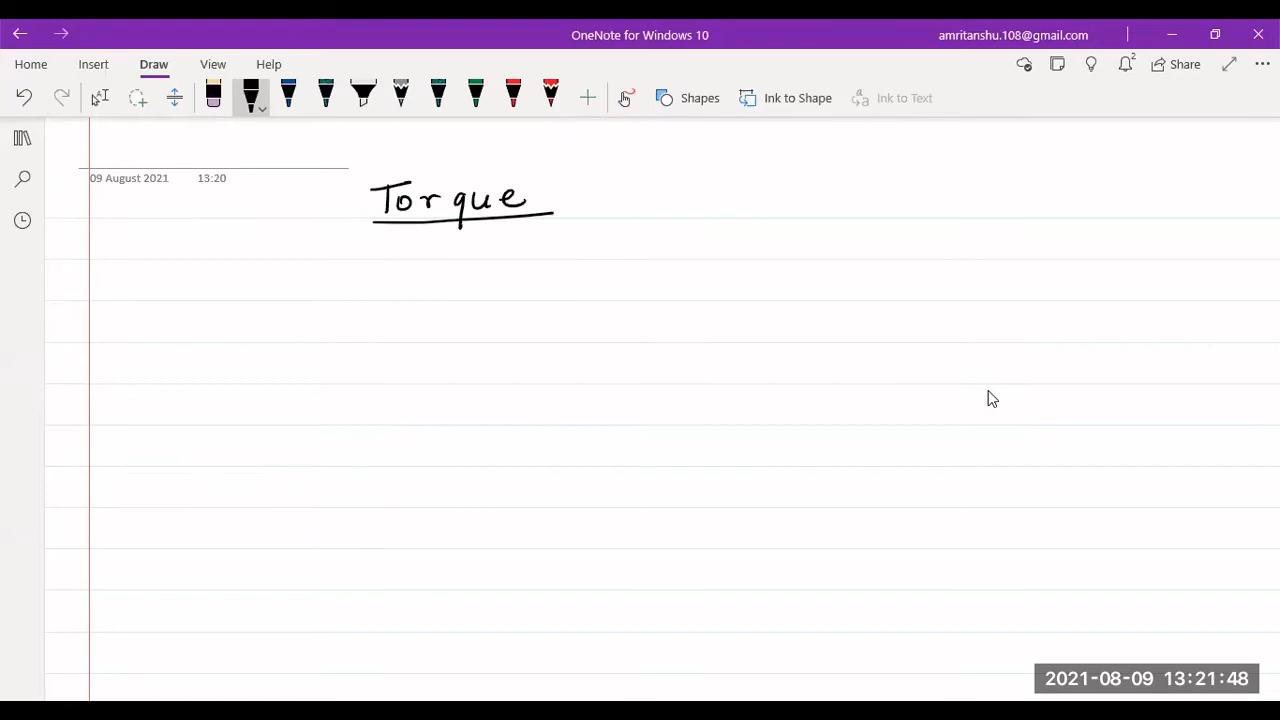 OneNote for Windows 10
amritanshu.108@gmail.com
Home Insert Draw View Help
2
Share
Shapes
Ink to Shape
Ink to Text
09 August 2021 13:20
Torque
2021-08-09 13:21:48